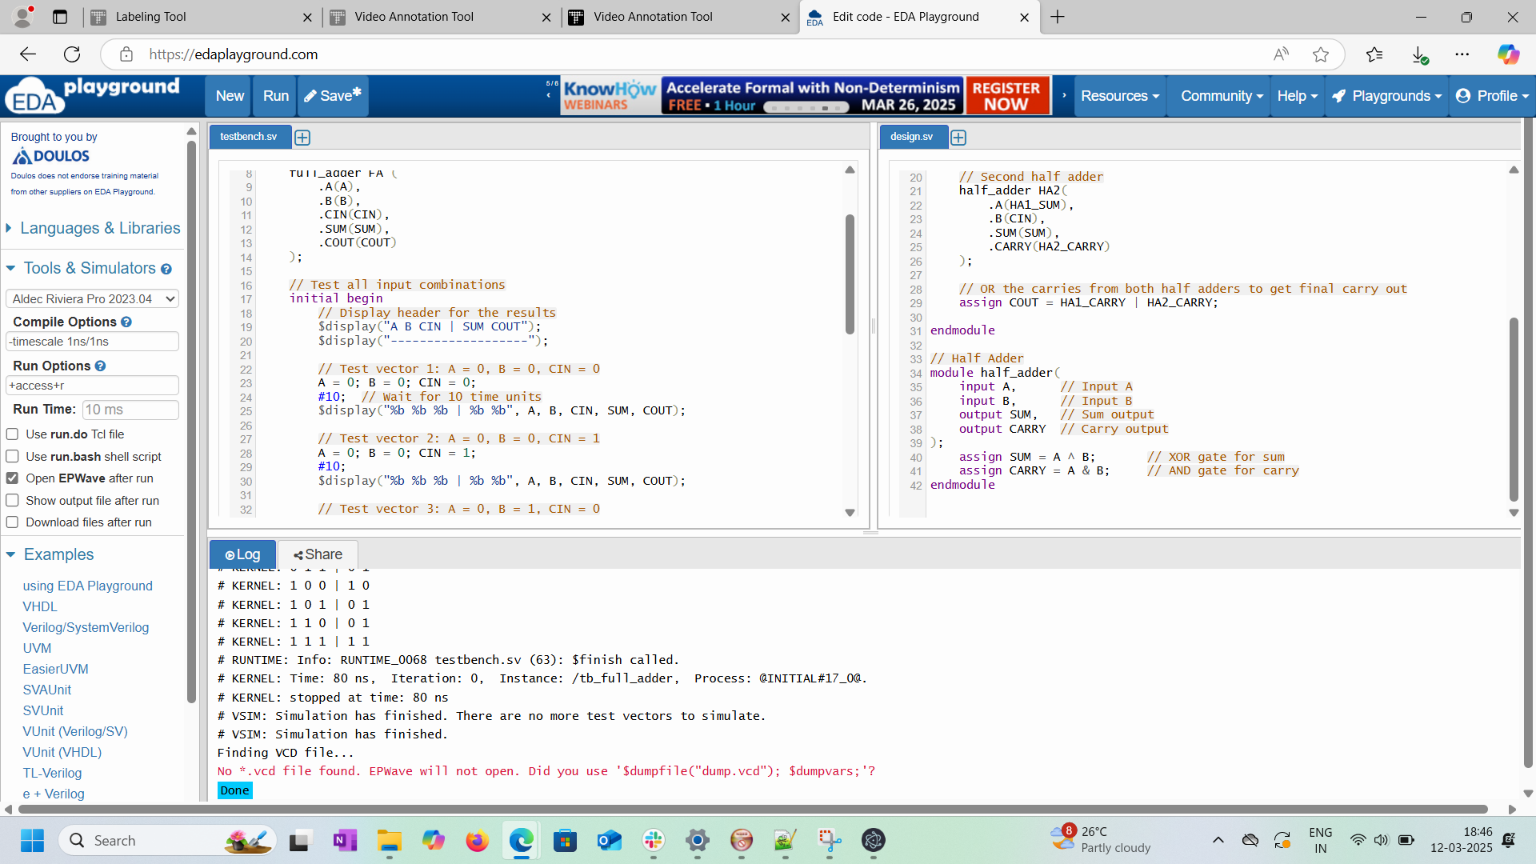 Labeling Tool
Video Annotation Tool
Video Annotation Tool
EDA
Edit code - EDA Playground
https://edaplayground.com
EDA playground
New
Run
Save*
5/6
KnowHow
WEBINARS
Accelerate Formal with Non-Determinism
FREE • 1 Hour
MAR 26, 2025
REGISTER
NOW
Resources
Community
Help
Playgrounds
Profile
Brought to you by
DOULOS
Doulos does not endorse training material
from other suppliers on EDA Playground.
Languages & Libraries
Tools & Simulators
Aldec Riviera Pro 2023.04
Compile Options
-timescale 1ns/1ns
Run Options
+access+r
Run Time: 10 ms
Use run.do Tcl file
Use run.bash shell script
Open EPWave after run
Show output file after run
Download files after run
Examples
using EDA Playground
VHDL
Verilog/SystemVerilog
UVM
EasierUVM
SVAUnit
SVUnit
VUnit (Verilog/SV)
VUnit (VHDL)
TL-Verilog
e + Verilog
testbench.sv
8 full_adder FA (
9 .A(A),
10 .B(B),
11 .CIN(CIN),
12 .SUM(SUM),
13 .COUT(COUT)
14 );
15
16 // Test all input combinations
17 initial begin
18 // Display header for the results
19 $display("A B CIN | SUM COUT");
20 $display("-------------------");
21
22 // Test vector 1: A = 0, B = 0, CIN = 0
23 A = 0; B = 0; CIN = 0;
24 #10; // Wait for 10 time units
25 $display("%b %b %b | %b %b", A, B, CIN, SUM, COUT);
26
27 // Test vector 2: A = 0, B = 0, CIN = 1
28 A = 0; B = 0; CIN = 1;
29 #10;
30 $display("%b %b %b | %b %b", A, B, CIN, SUM, COUT);
31
32 // Test vector 3: A = 0, B = 1, CIN = 0
design.sv
20 // Second half adder
21 half_adder HA2(
22 .A(HA1_SUM),
23 .B(CIN),
24 .SUM(SUM),
25 .CARRY(HA2_CARRY)
26 );
27
28 // OR the carries from both half adders to get final carry out
29 assign COUT = HA1_CARRY | HA2_CARRY;
30
31 endmodule
32
33 // Half Adder
34 module half_adder(
35 input A, // Input A
36 input B, // Input B
37 output SUM, // Sum output
38 output CARRY // Carry output
39 );
40 assign SUM = A ^ B; // XOR gate for sum
41 assign CARRY = A & B; // AND gate for carry
42 endmodule
Log
Share
# KERNEL: 0 1 1 | 0 1
# KERNEL: 1 0 0 | 1 0
# KERNEL: 1 0 1 | 0 1
# KERNEL: 1 1 0 | 0 1
# KERNEL: 1 1 1 | 1 1
# RUNTIME: Info: RUNTIME_0068 testbench.sv (63): $finish called.
# KERNEL: Time: 80 ns, Iteration: 0, Instance: /tb_full_adder, Process: @INITIAL#17_0@.
# KERNEL: stopped at time: 80 ns
# VSIM: Simulation has finished. There are no more test vectors to simulate.
# VSIM: Simulation has finished.
Finding VCD file...
No *.vcd file found. EPWave will not open. Did you use '$dumpfile("dump.vcd"); $dumpvars;'?
Done
Search
8
26°C
Partly cloudy
ENG
IN
18:46
12-03-2025